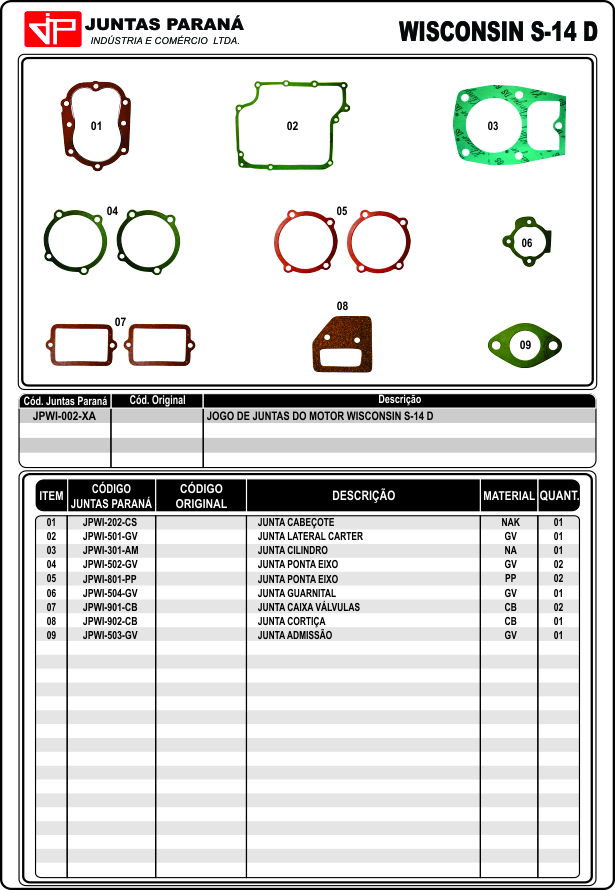 JIP JUNTAS PARANÁ
INDÚSTRIA E COMÉRCIO LTDA.
WISCONSIN S-14 D
01
02
03
04
05
06
07
08
09
Cód. Juntas Paraná Cód. Original Descrição
JPWI-002-XA JOGO DE JUNTAS DO MOTOR WISCONSIN S-14 D
ITEM CÓDIGO JUNTAS PARANÁ CÓDIGO ORIGINAL DESCRIÇÃO MATERIAL QUANT.
01 JPWI-202-CS JUNTA CABEÇOTE NAK 01
02 JPWI-501-GV JUNTA LATERAL CARTER GV 01
03 JPWI-301-AM JUNTA CILINDRO NA 01
04 JPWI-502-GV JUNTA PONTA EIXO GV 02
05 JPWI-801-PP JUNTA PONTA EIXO PP 02
06 JPWI-504-GV JUNTA GUARNITAL GV 01
07 JPWI-901-CB JUNTA CAIXA VÁLVULAS CB 02
08 JPWI-902-CB JUNTA CORTIÇA CB 01
09 JPWI-503-GV JUNTA ADMISSÃO GV 01